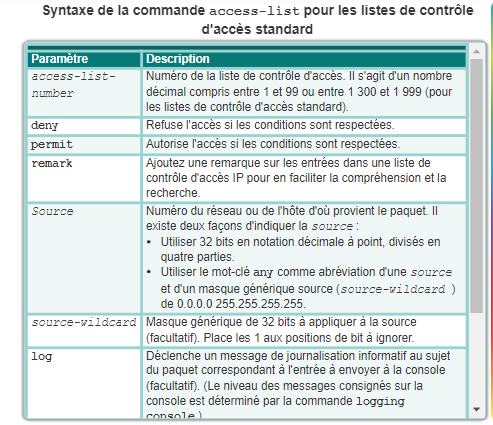 Syntaxe de la commande access-list pour les listes de contrôle
d'accès standard
Paramètre Description
access-list-number Numéro de la liste de contrôle d'accès. Il s'agit d'un nombre
décimal compris entre 1 et 99 ou entre 1 300 et 1 999 (pour
les listes de contrôle d'accès standard).
deny Refuse l'accès si les conditions sont respectées.
permit Autorise l'accès si les conditions sont respectées.
remark Ajoutez une remarque sur les entrées dans une liste de
contrôle d'accès IP pour en faciliter la compréhension et la
recherche.
Source Numéro du réseau ou de l'hôte d'où provient le paquet. Il
existe deux façons d'indiquer la source :
• Utiliser 32 bits en notation décimale à point, divisés en
quatre parties.
• Utiliser le mot-clé any comme abréviation d'une source
et d'un masque générique source (source-wildcard )
de 0.0.0.0 255.255.255.255.
source-wildcard Masque générique de 32 bits à appliquer à la source
(facultatif). Place les 1 aux positions de bit à ignorer.
log Déclenche un message de journalisation informatif au sujet
du paquet correspondant à l'entrée à envoyer à la console
(facultatif). (Le niveau des messages consignés sur la
console est déterminé par la commande logging
console.)